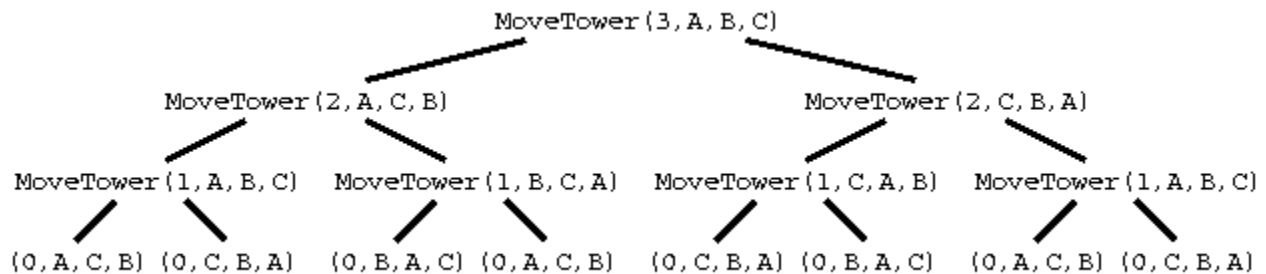 MoveTower(3,A,B,C)
MoveTower(2,A,C,B) MoveTower(2,C,B,A)
MoveTower(1,A,B,C) MoveTower(1,B,C,A) MoveTower(1,C,A,B) MoveTower(1,A,B,C)
(0,A,C,B) (0,C,B,A) (0,B,A,C) (0,A,C,B) (0,C,B,A) (0,B,A,C) (0,A,C,B) (0,C,B,A)